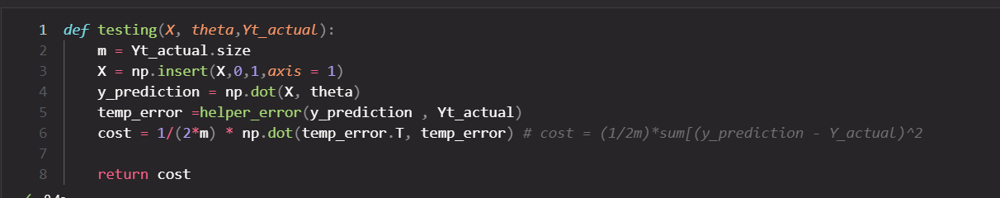 1 def testing(X, theta,Yt_actual):
2 m = Yt_actual.size
3 X = np.insert(X,0,1,axis = 1)
4 y_prediction = np.dot(X, theta)
5 temp_error =helper_error(y_prediction , Yt_actual)
6 cost = 1/(2*m) * np.dot(temp_error.T, temp_error) # cost = (1/2m)*sum[(y_prediction - Y_actual)^2
7
8 return cost